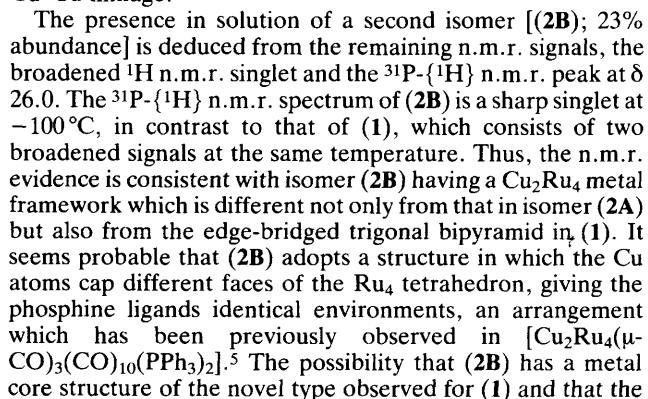 The presence in solution of a second isomer [(2B); 23%
abundance] is deduced from the remaining n.m.r. signals, the
broadened ¹H n.m.r. singlet and the ³¹P-{¹H} n.m.r. peak at δ
26.0. The ³¹P-{¹H} n.m.r. spectrum of (2B) is a sharp singlet at
−100 °C, in contrast to that of (1), which consists of two
broadened signals at the same temperature. Thus, the n.m.r.
evidence is consistent with isomer (2B) having a Cu₂Ru₄ metal
framework which is different not only from that in isomer (2A)
but also from the edge-bridged trigonal bipyramid in (1). It
seems probable that (2B) adopts a structure in which the Cu
atoms cap different faces of the Ru₄ tetrahedron, giving the
phosphine ligands identical environments, an arrangement
which has been previously observed in [Cu₂Ru₄(μ-
CO)₃(CO)₁₀(PPh₃)₂].⁵ The possibility that (2B) has a metal
core structure of the novel type observed for (1) and that the